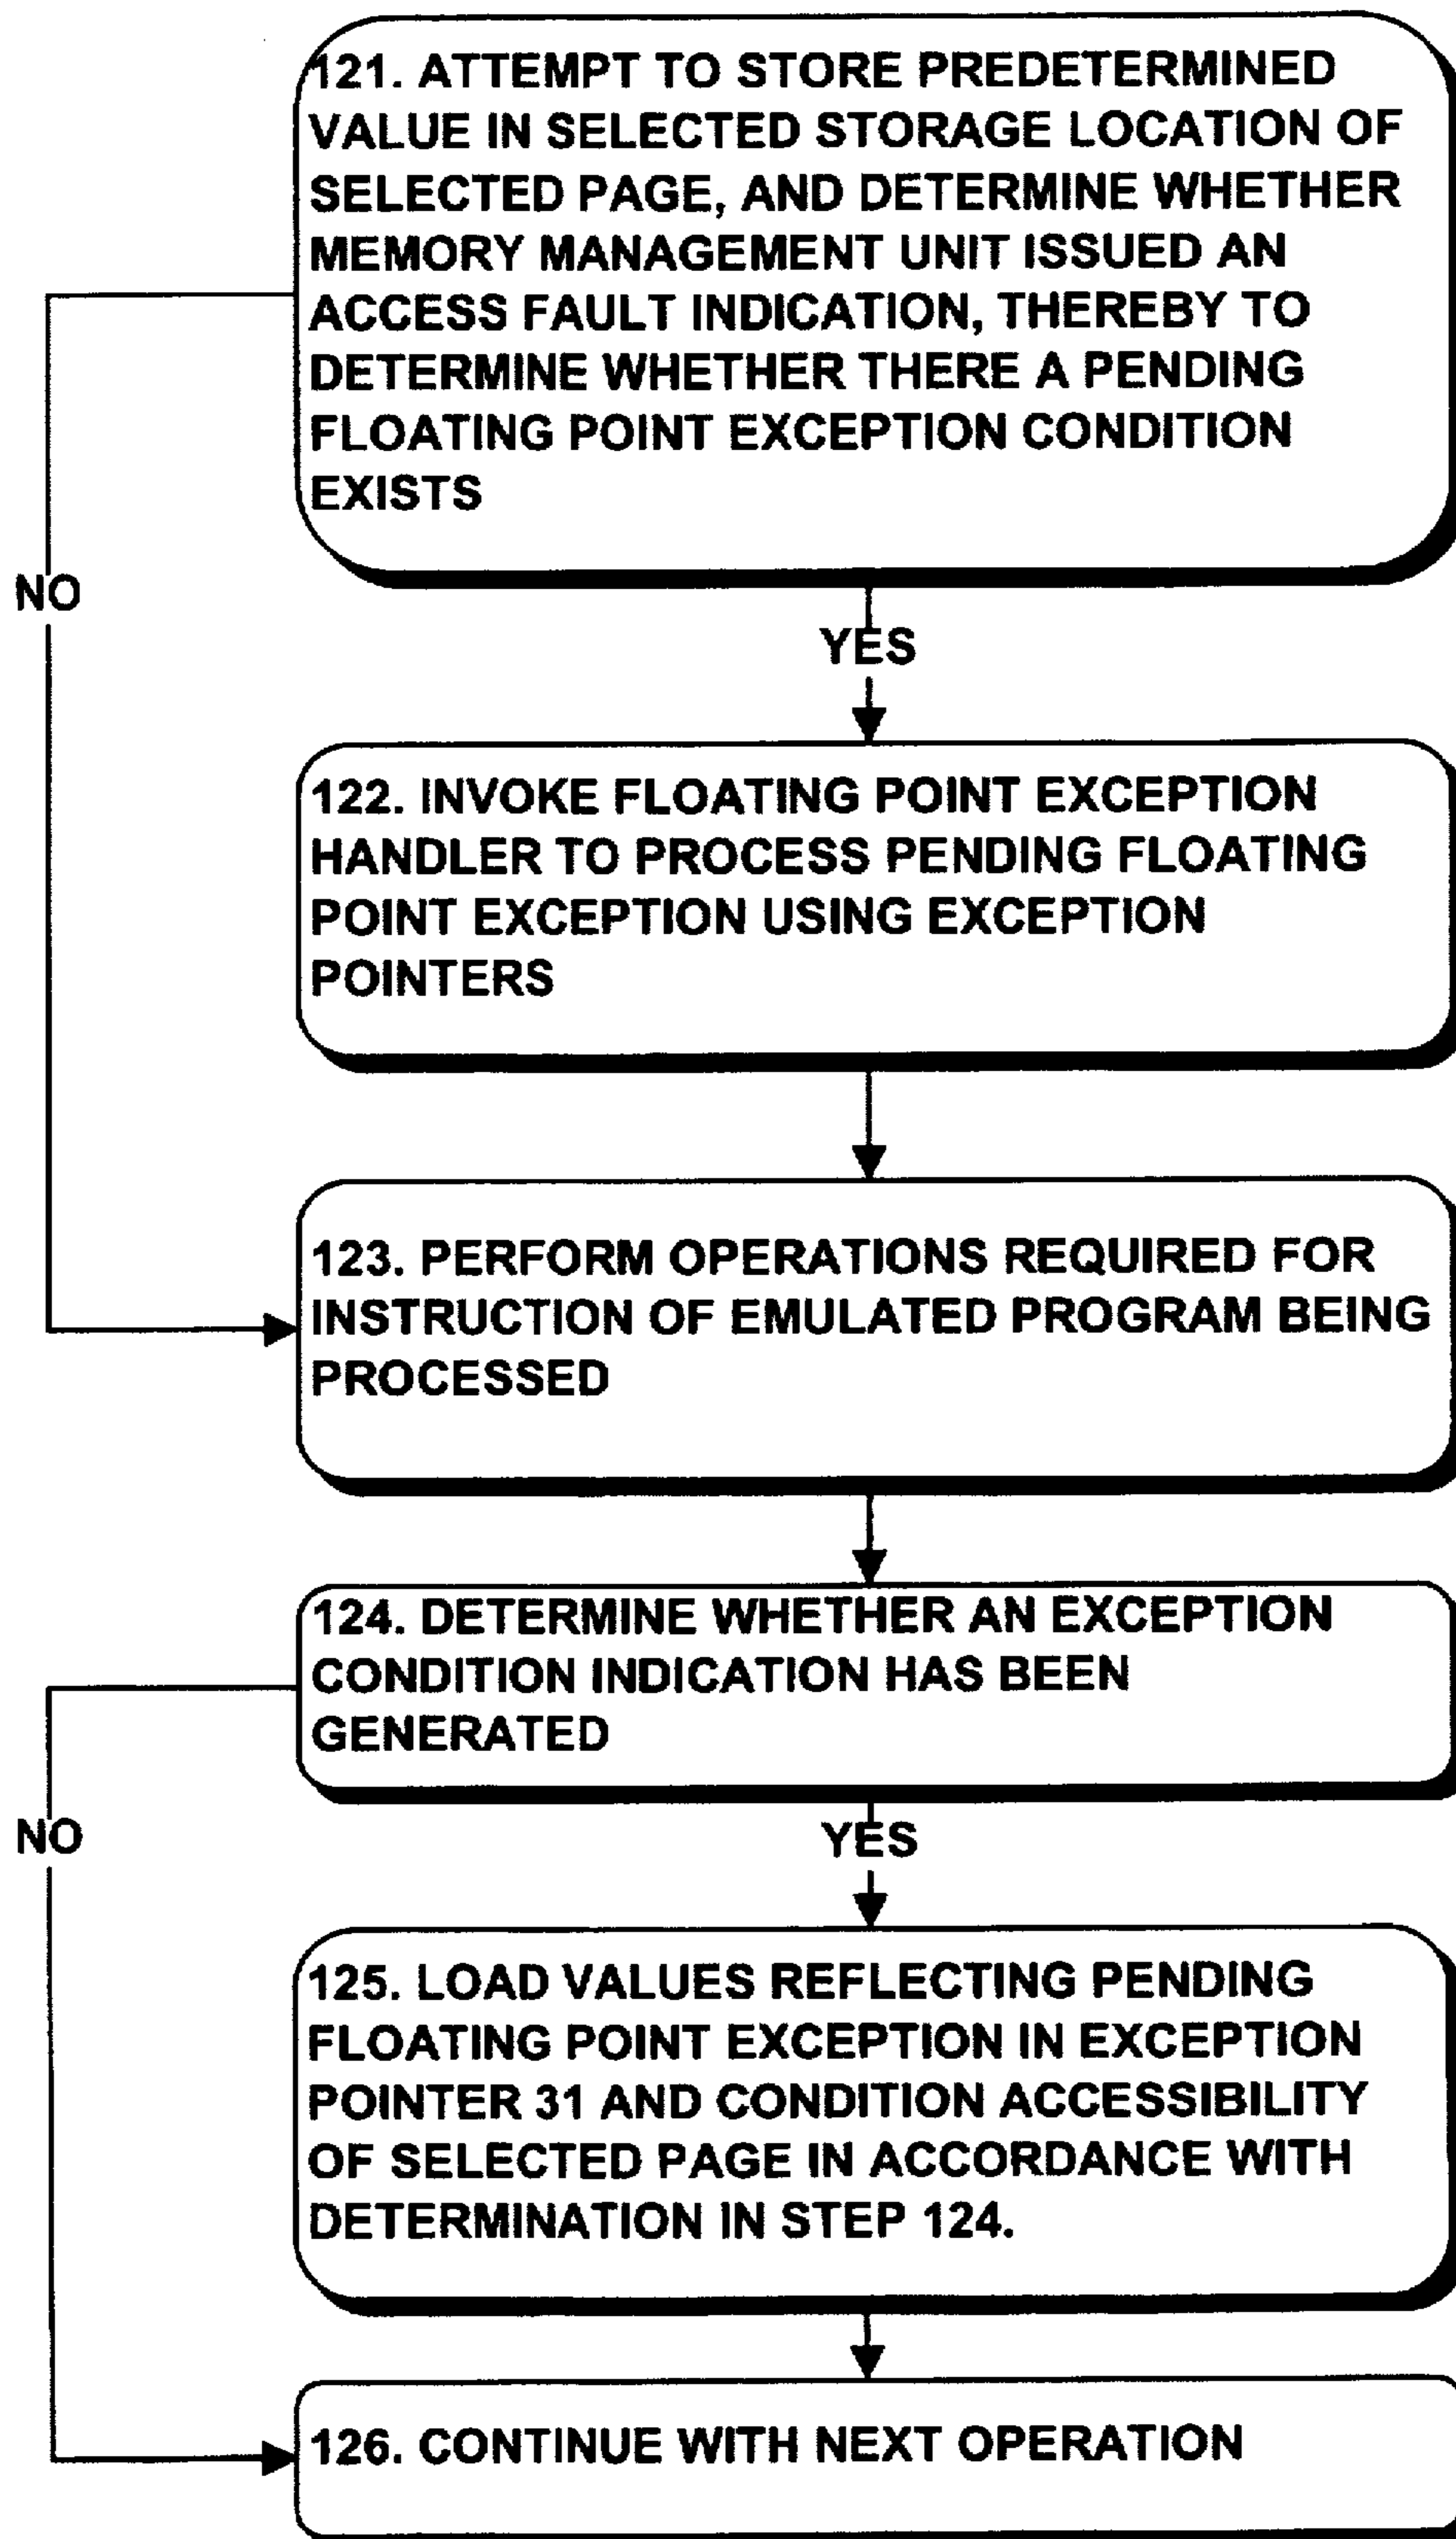 121. ATTEMPT TO STORE PREDETERMINED
VALUE IN SELECTED STORAGE LOCATION OF
SELECTED PAGE, AND DETERMINE WHETHER
MEMORY MANAGEMENT UNIT ISSUED AN
ACCESS FAULT INDICATION, THEREBY TO
DETERMINE WHETHER THERE A PENDING
FLOATING POINT EXCEPTION CONDITION
EXISTS
NO
YES
122. INVOKE FLOATING POINT EXCEPTION
HANDLER TO PROCESS PENDING FLOATING
POINT EXCEPTION USING EXCEPTION
POINTERS
123. PERFORM OPERATIONS REQUIRED FOR
INSTRUCTION OF EMULATED PROGRAM BEING
PROCESSED
124. DETERMINE WHETHER AN EXCEPTION
CONDITION INDICATION HAS BEEN
GENERATED
NO
YES
125. LOAD VALUES REFLECTING PENDING
FLOATING POINT EXCEPTION IN EXCEPTION
POINTER 31 AND CONDITION ACCESSIBILITY
OF SELECTED PAGE IN ACCORDANCE WITH
DETERMINATION IN STEP 124.
126. CONTINUE WITH NEXT OPERATION